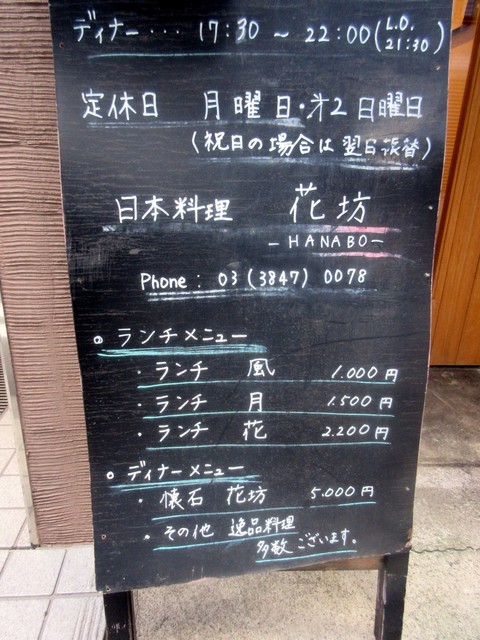 ディナー... 17:30 ~ 22:00 (L.O. 21:30)
定休日 月曜日・第2日曜日
(祝日の場合は翌日振替)
日本料理 花坊
-HANABO-
Phone: 03 (3847) 0078
ランチメニュー
・ランチ 風 1.000円
・ランチ 月 1.500円
・ランチ 花 2.200円
ディナーメニュー
・懐石 花坊 5.000円
・その他 逸品料理
多数ございます。